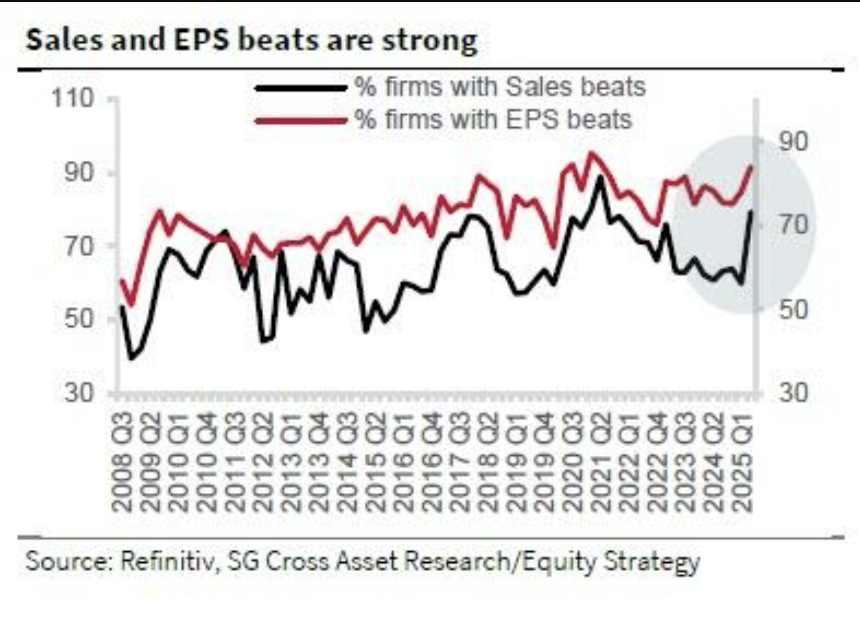 Sales and EPS beats are strong
% firms with Sales beats
% firms with EPS beats
110
90
70
50
30
90
70
50
30
2008 Q3
2009 Q2
2010 Q1
2010 Q4
2011 Q3
2012 Q2
2013 Q1
2013 Q4
2014 Q3
2015 Q2
2016 Q1
2016 Q4
2017 Q3
2018 Q2
2019 Q1
2019 Q4
2020 Q3
2021 Q2
2022 Q1
2022 Q4
2023 Q3
2024 Q2
2025 Q1
Source: Refinitiv, SG Cross Asset Research/Equity Strategy